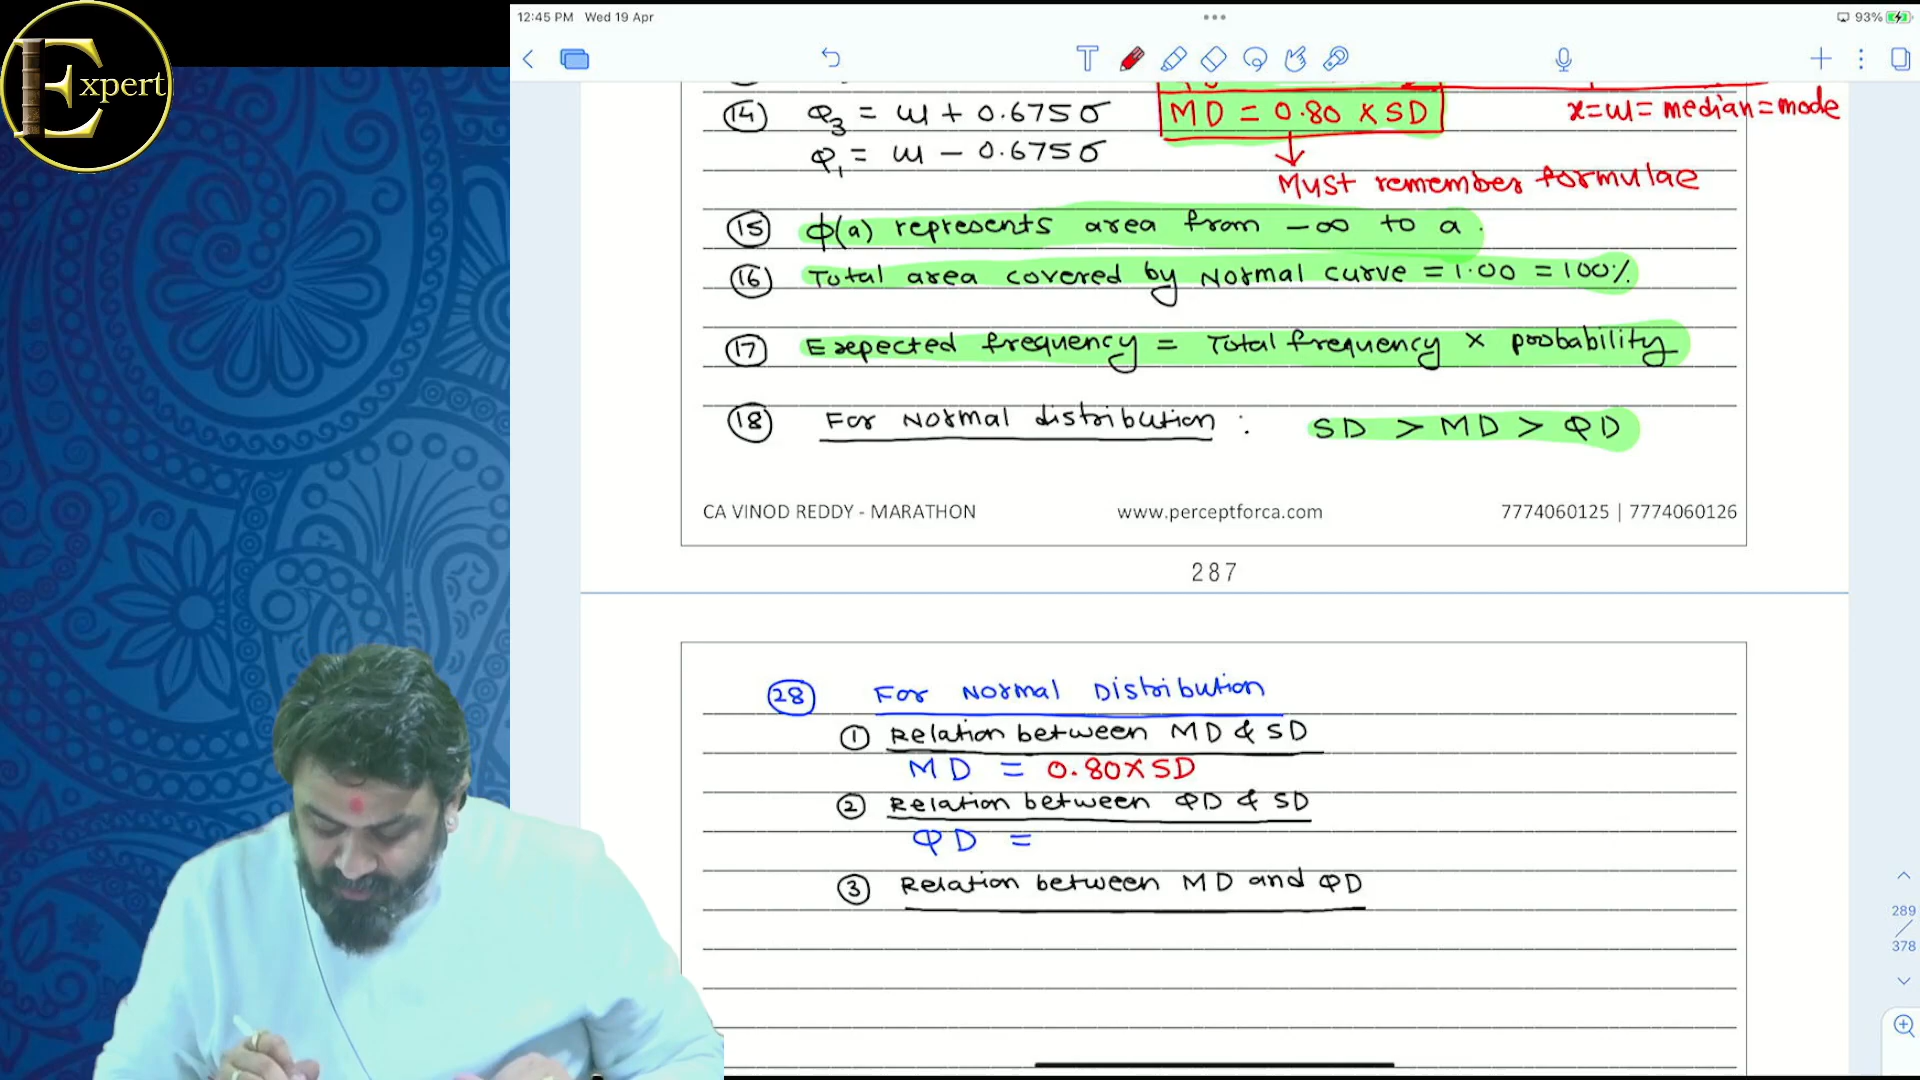 Expert
12:45 PM Wed 19 Apr
93%
T
(14) Q3 = μ + 0.675σ
MD = 0.80 × SD
x = μ = median = mode
Q1 = μ − 0.675σ
Must remember formulae
(15) ϕ(a) represents area from −∞ to a.
(16) Total area covered by Normal curve = 1.00 = 100%
(17) Expected frequency = Total frequency × probability
(18) For Normal distribution : SD > MD > QD
CA VINOD REDDY - MARATHON www.perceptforca.com 7774060125 | 7774060126
287
(28) For Normal Distribution
(1) Relation between MD & SD
MD = 0.80×SD
(2) Relation between QD & SD
QD =
(3) Relation between MD and QD
289
378